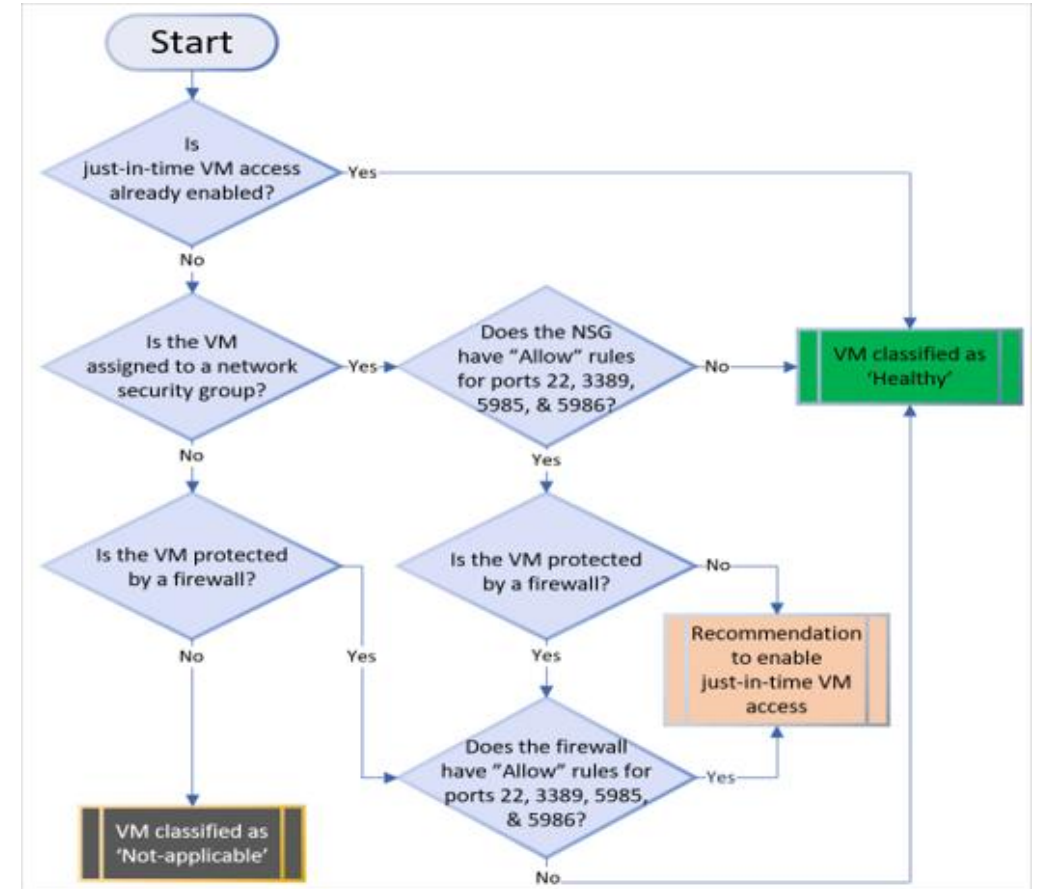 Start
Is
just-in-time VM access
already enabled?
Yes
No
Is the VM
assigned to a network
security group?
Yes
Does the NSG
have “Allow” rules
for ports 22, 3389,
5985, & 5986?
No
VM classified as
‘Healthy’
No
Yes
Is the VM protected
by a firewall?
Is the VM protected
by a firewall?
No
Recommendation
to enable
just-in-time VM
access
No
Yes
Yes
Does the firewall
have ”Allow” rules for
ports 22, 3389, 5985,
& 5986?
Yes
VM classified as
‘Not-applicable’
No